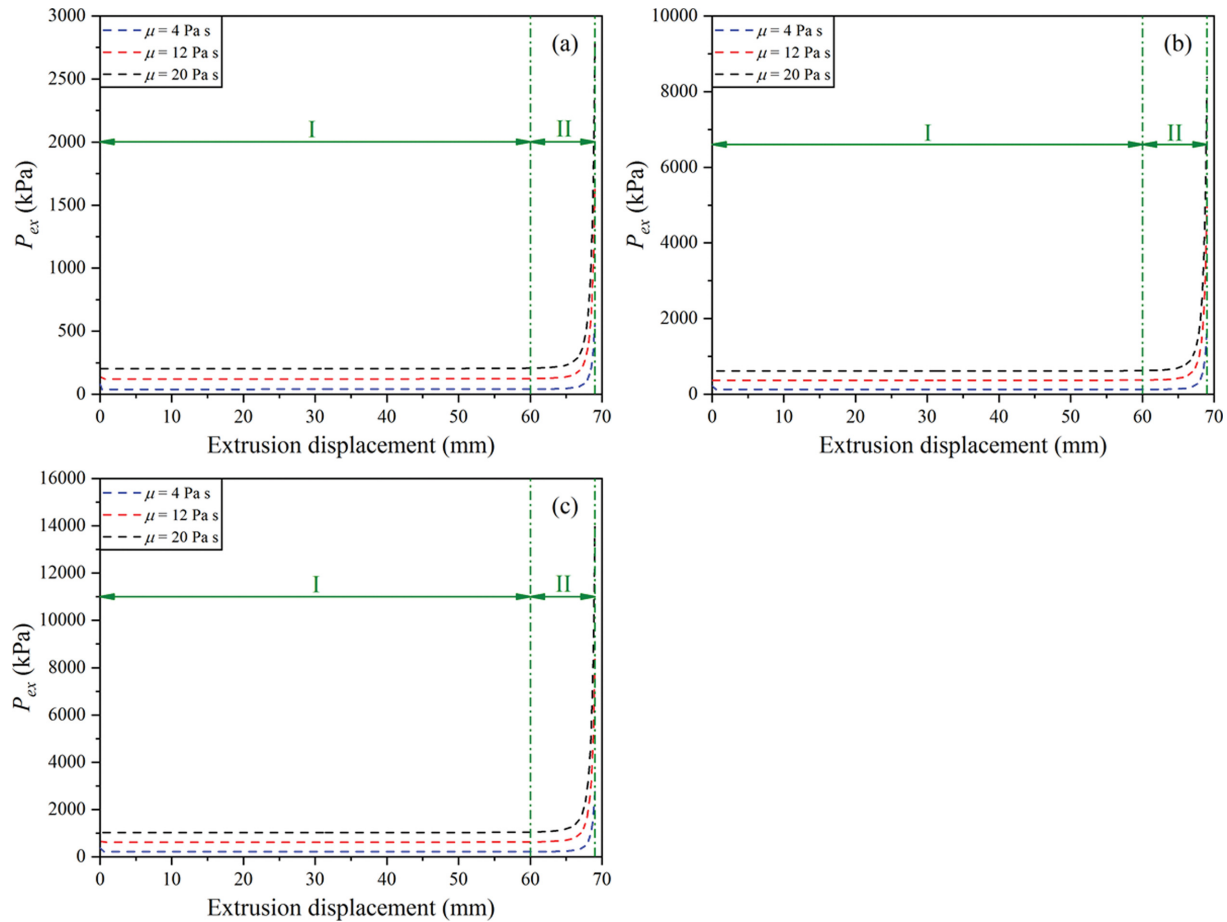 (a)
μ = 4 Pa s
μ = 12 Pa s
μ = 20 Pa s
I
II
3000
2500
2000
1500
1000
500
0
P_ex (kPa)
0 10 20 30 40 50 60 70
Extrusion displacement (mm)
(b)
μ = 4 Pa s
μ = 12 Pa s
μ = 20 Pa s
I
II
10000
8000
6000
4000
2000
0
P_ex (kPa)
0 10 20 30 40 50 60 70
Extrusion displacement (mm)
(c)
μ = 4 Pa s
μ = 12 Pa s
μ = 20 Pa s
I
II
16000
14000
12000
10000
8000
6000
4000
2000
0
P_ex (kPa)
0 10 20 30 40 50 60 70
Extrusion displacement (mm)